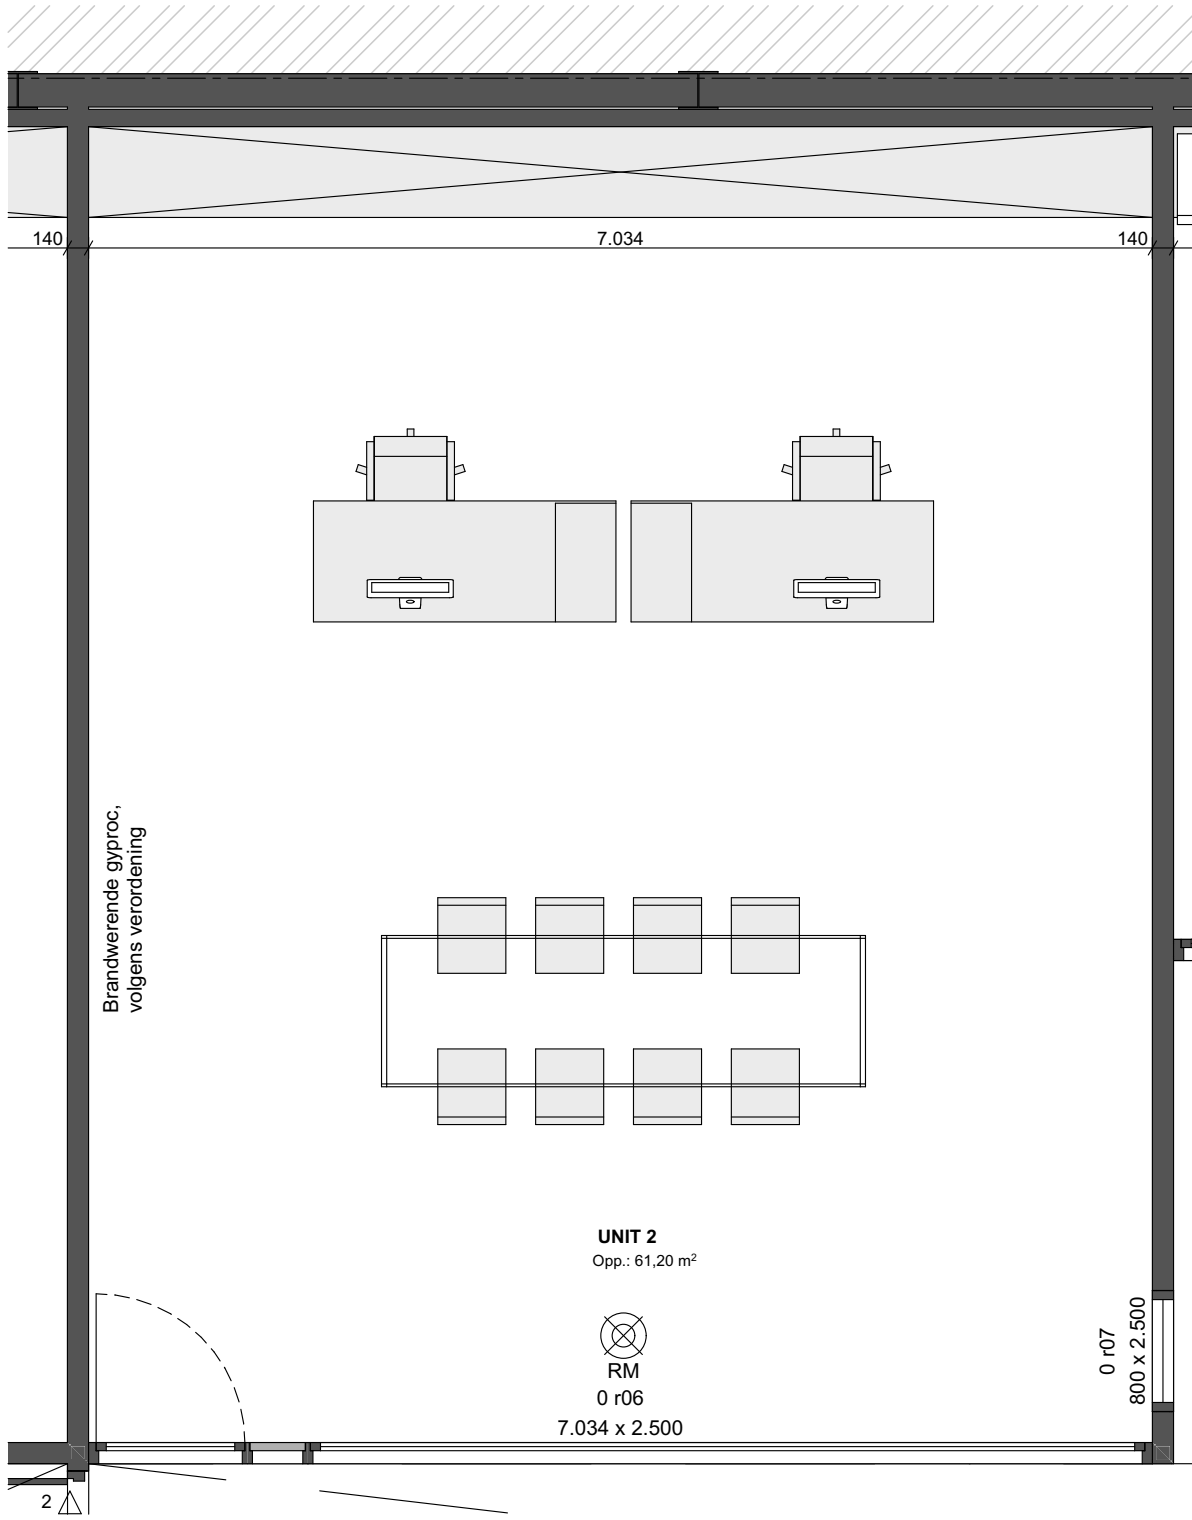 140
7.034
140
Brandwerende gyproc,
volgens verordening
UNIT 2
Opp.: 61,20 m²
RM
0 r06
7.034 x 2.500
0 r07
800 x 2.500
2